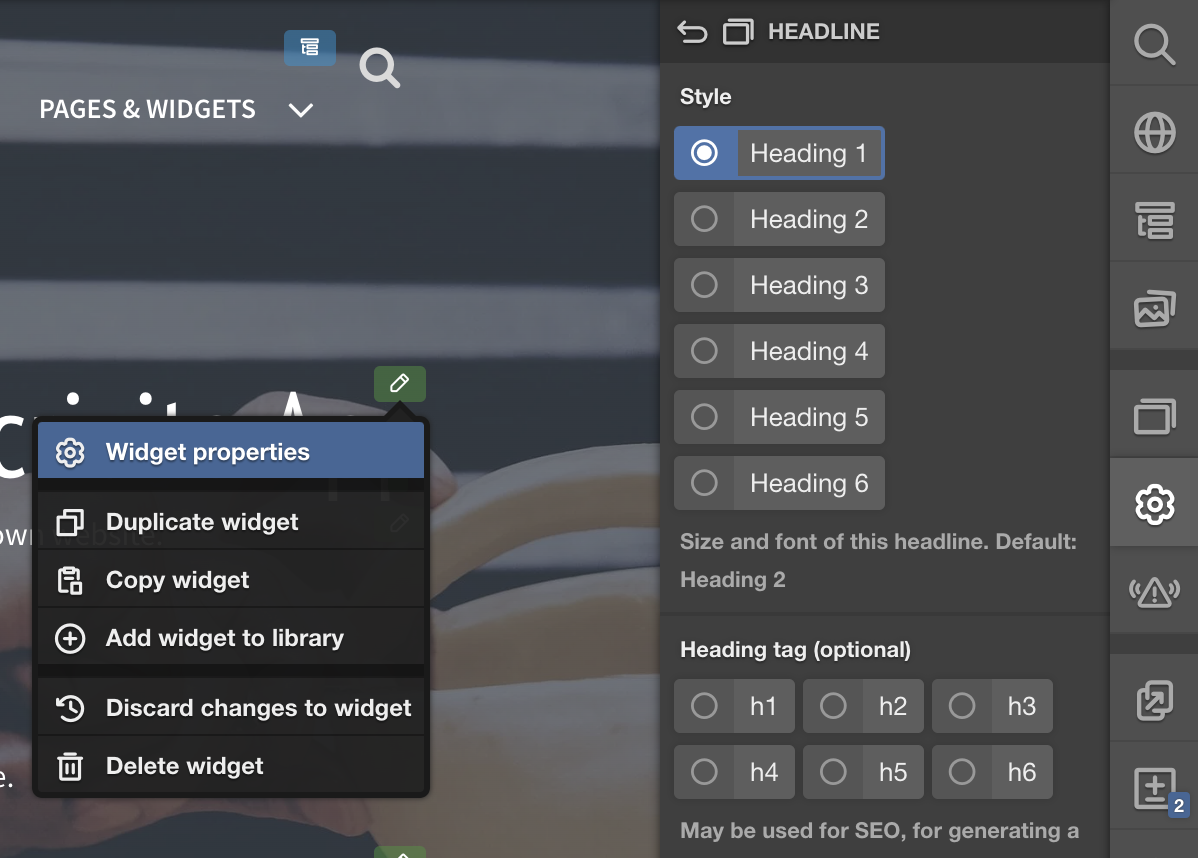 HEADLINE
PAGES & WIDGETS
Style
Heading 1
Heading 2
Heading 3
Heading 4
Heading 5
Heading 6
Size and font of this headline. Default:
Heading 2
Heading tag (optional)
h1 h2 h3
h4 h5 h6
May be used for SEO, for generating a
Widget properties
Duplicate widget
own website.
Copy widget
Add widget to library
Discard changes to widget
Delete widget
e.
2